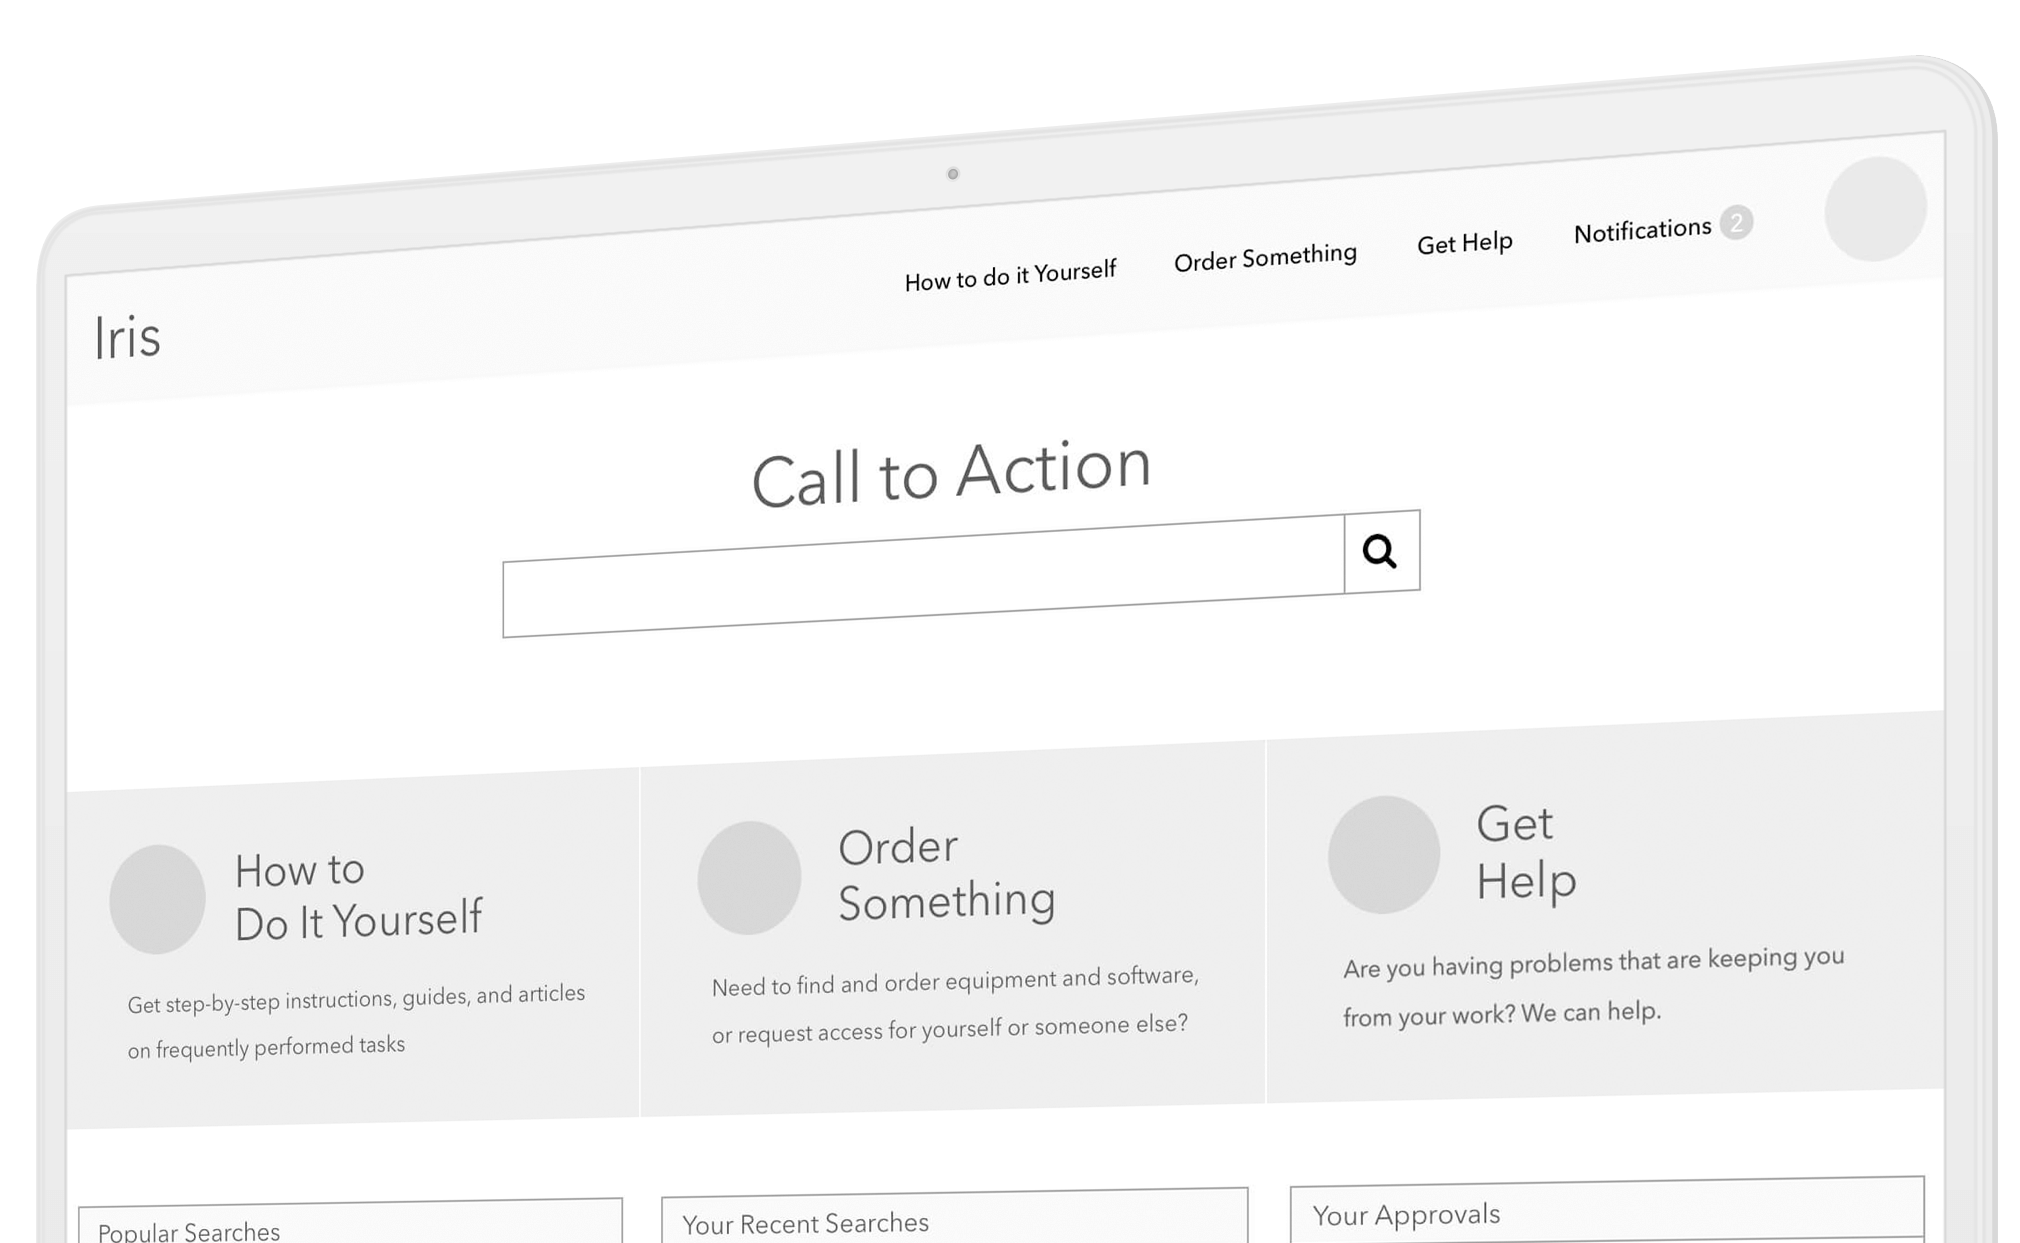 Iris
How to do it Yourself
Order Something
Get Help
Notifications 2
Call to Action
How to
Do It Yourself
Get step-by-step instructions, guides, and articles
on frequently performed tasks
Order
Something
Need to find and order equipment and software,
or request access for yourself or someone else?
Get
Help
Are you having problems that are keeping you
from your work? We can help.
Popular Searches
Your Recent Searches
Your Approvals